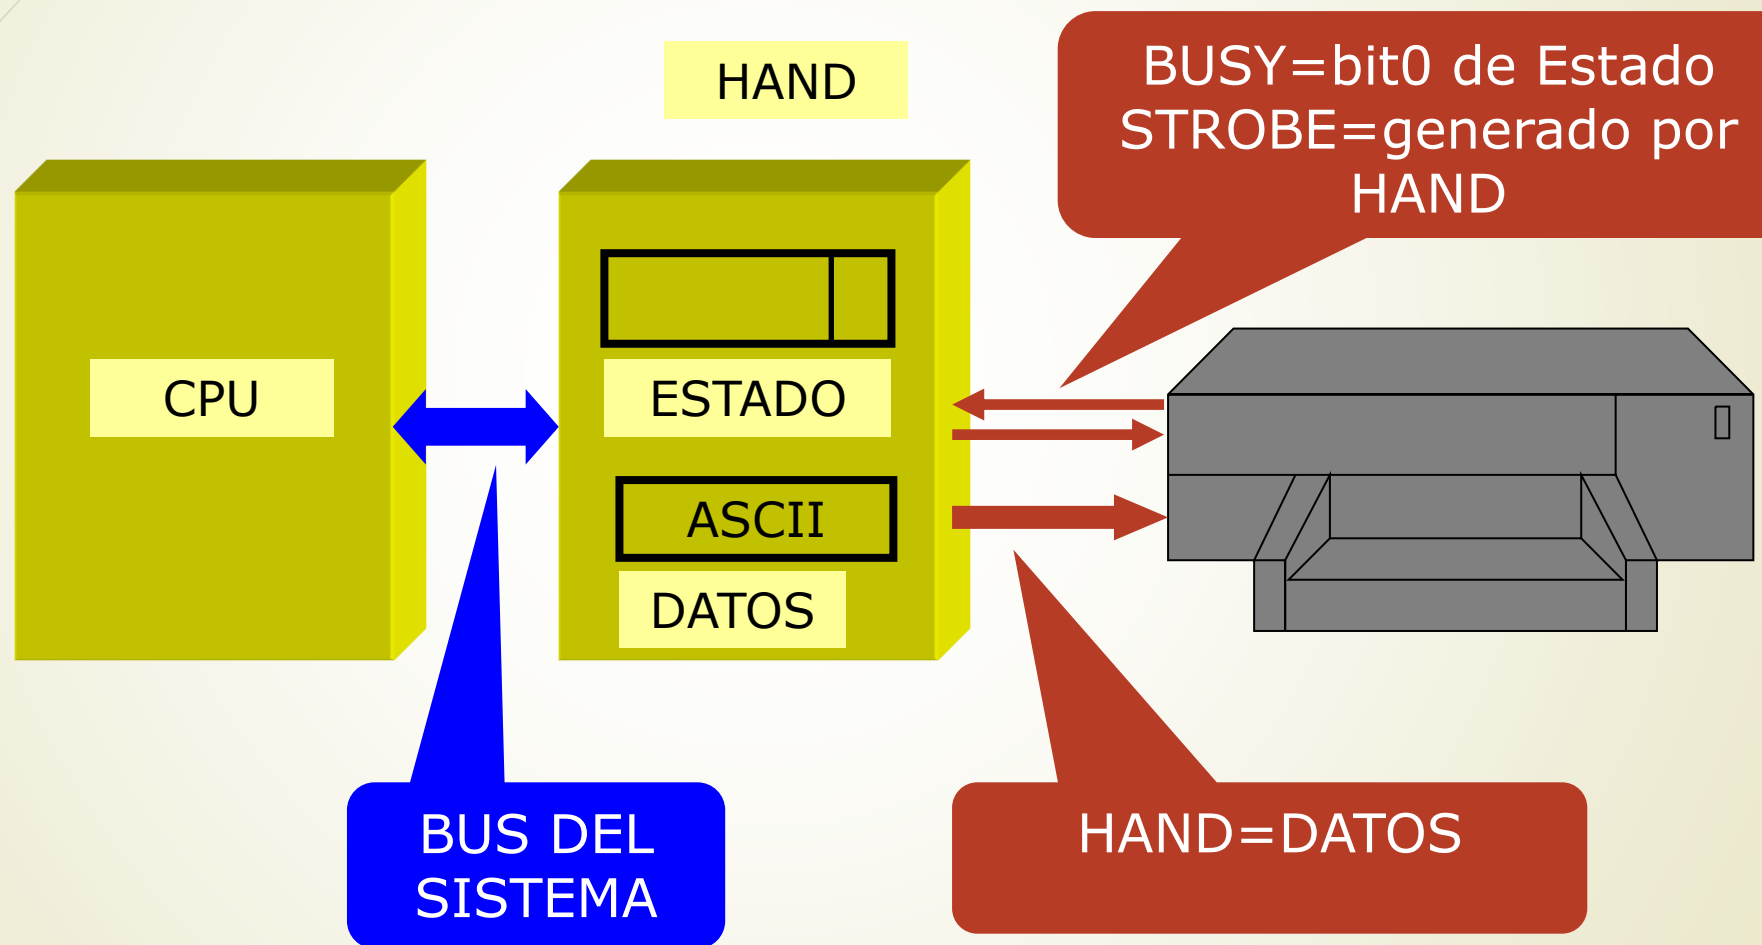 HAND
BUSY=bit0 de Estado
STROBE=generado por
HAND
CPU
ESTADO
ASCII
DATOS
BUS DEL
SISTEMA
HAND=DATOS